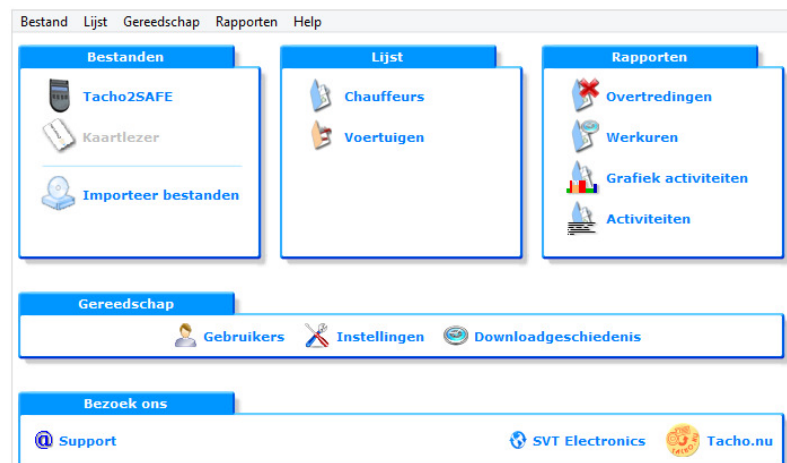 Bestand Lijst Gereedschap Rapporten Help
Bestanden
Tacho2SAFE
Kaartlezer
Importeer bestanden
Lijst
Chauffeurs
Voertuigen
Rapporten
Overtredingen
Werkuren
Grafiek activiteiten
Activiteiten
Gereedschap
Gebruikers Instellingen Downloadgeschiedenis
Bezoek ons
Support SVT Electronics Tacho.nu